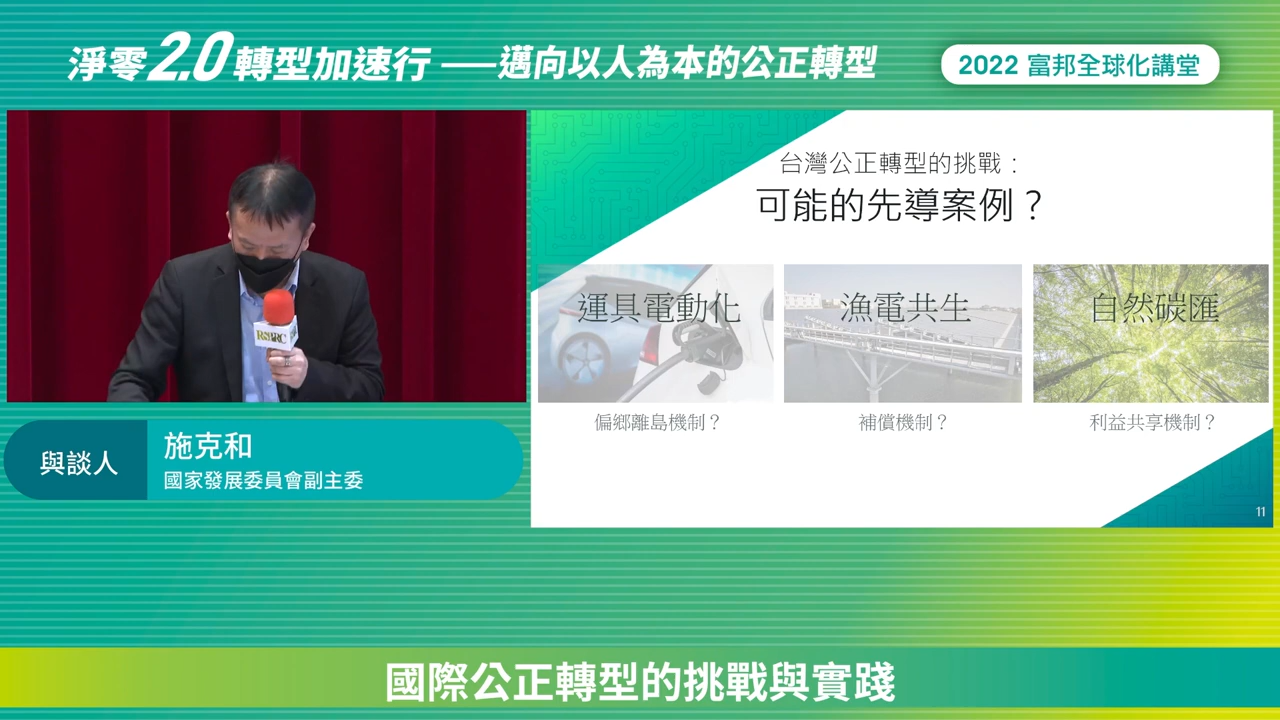 淨零2.0轉型加速行——邁向以人為本的公正轉型
2022 富邦全球化講堂
台灣公正轉型的挑戰：
可能的先導案例？
運具電動化
漁電共生
自然碳匯
偏鄉離島機制？
補償機制？
利益共享機制？
11
RSPRC
與談人
施克和
國家發展委員會副主委
國際公正轉型的挑戰與實踐